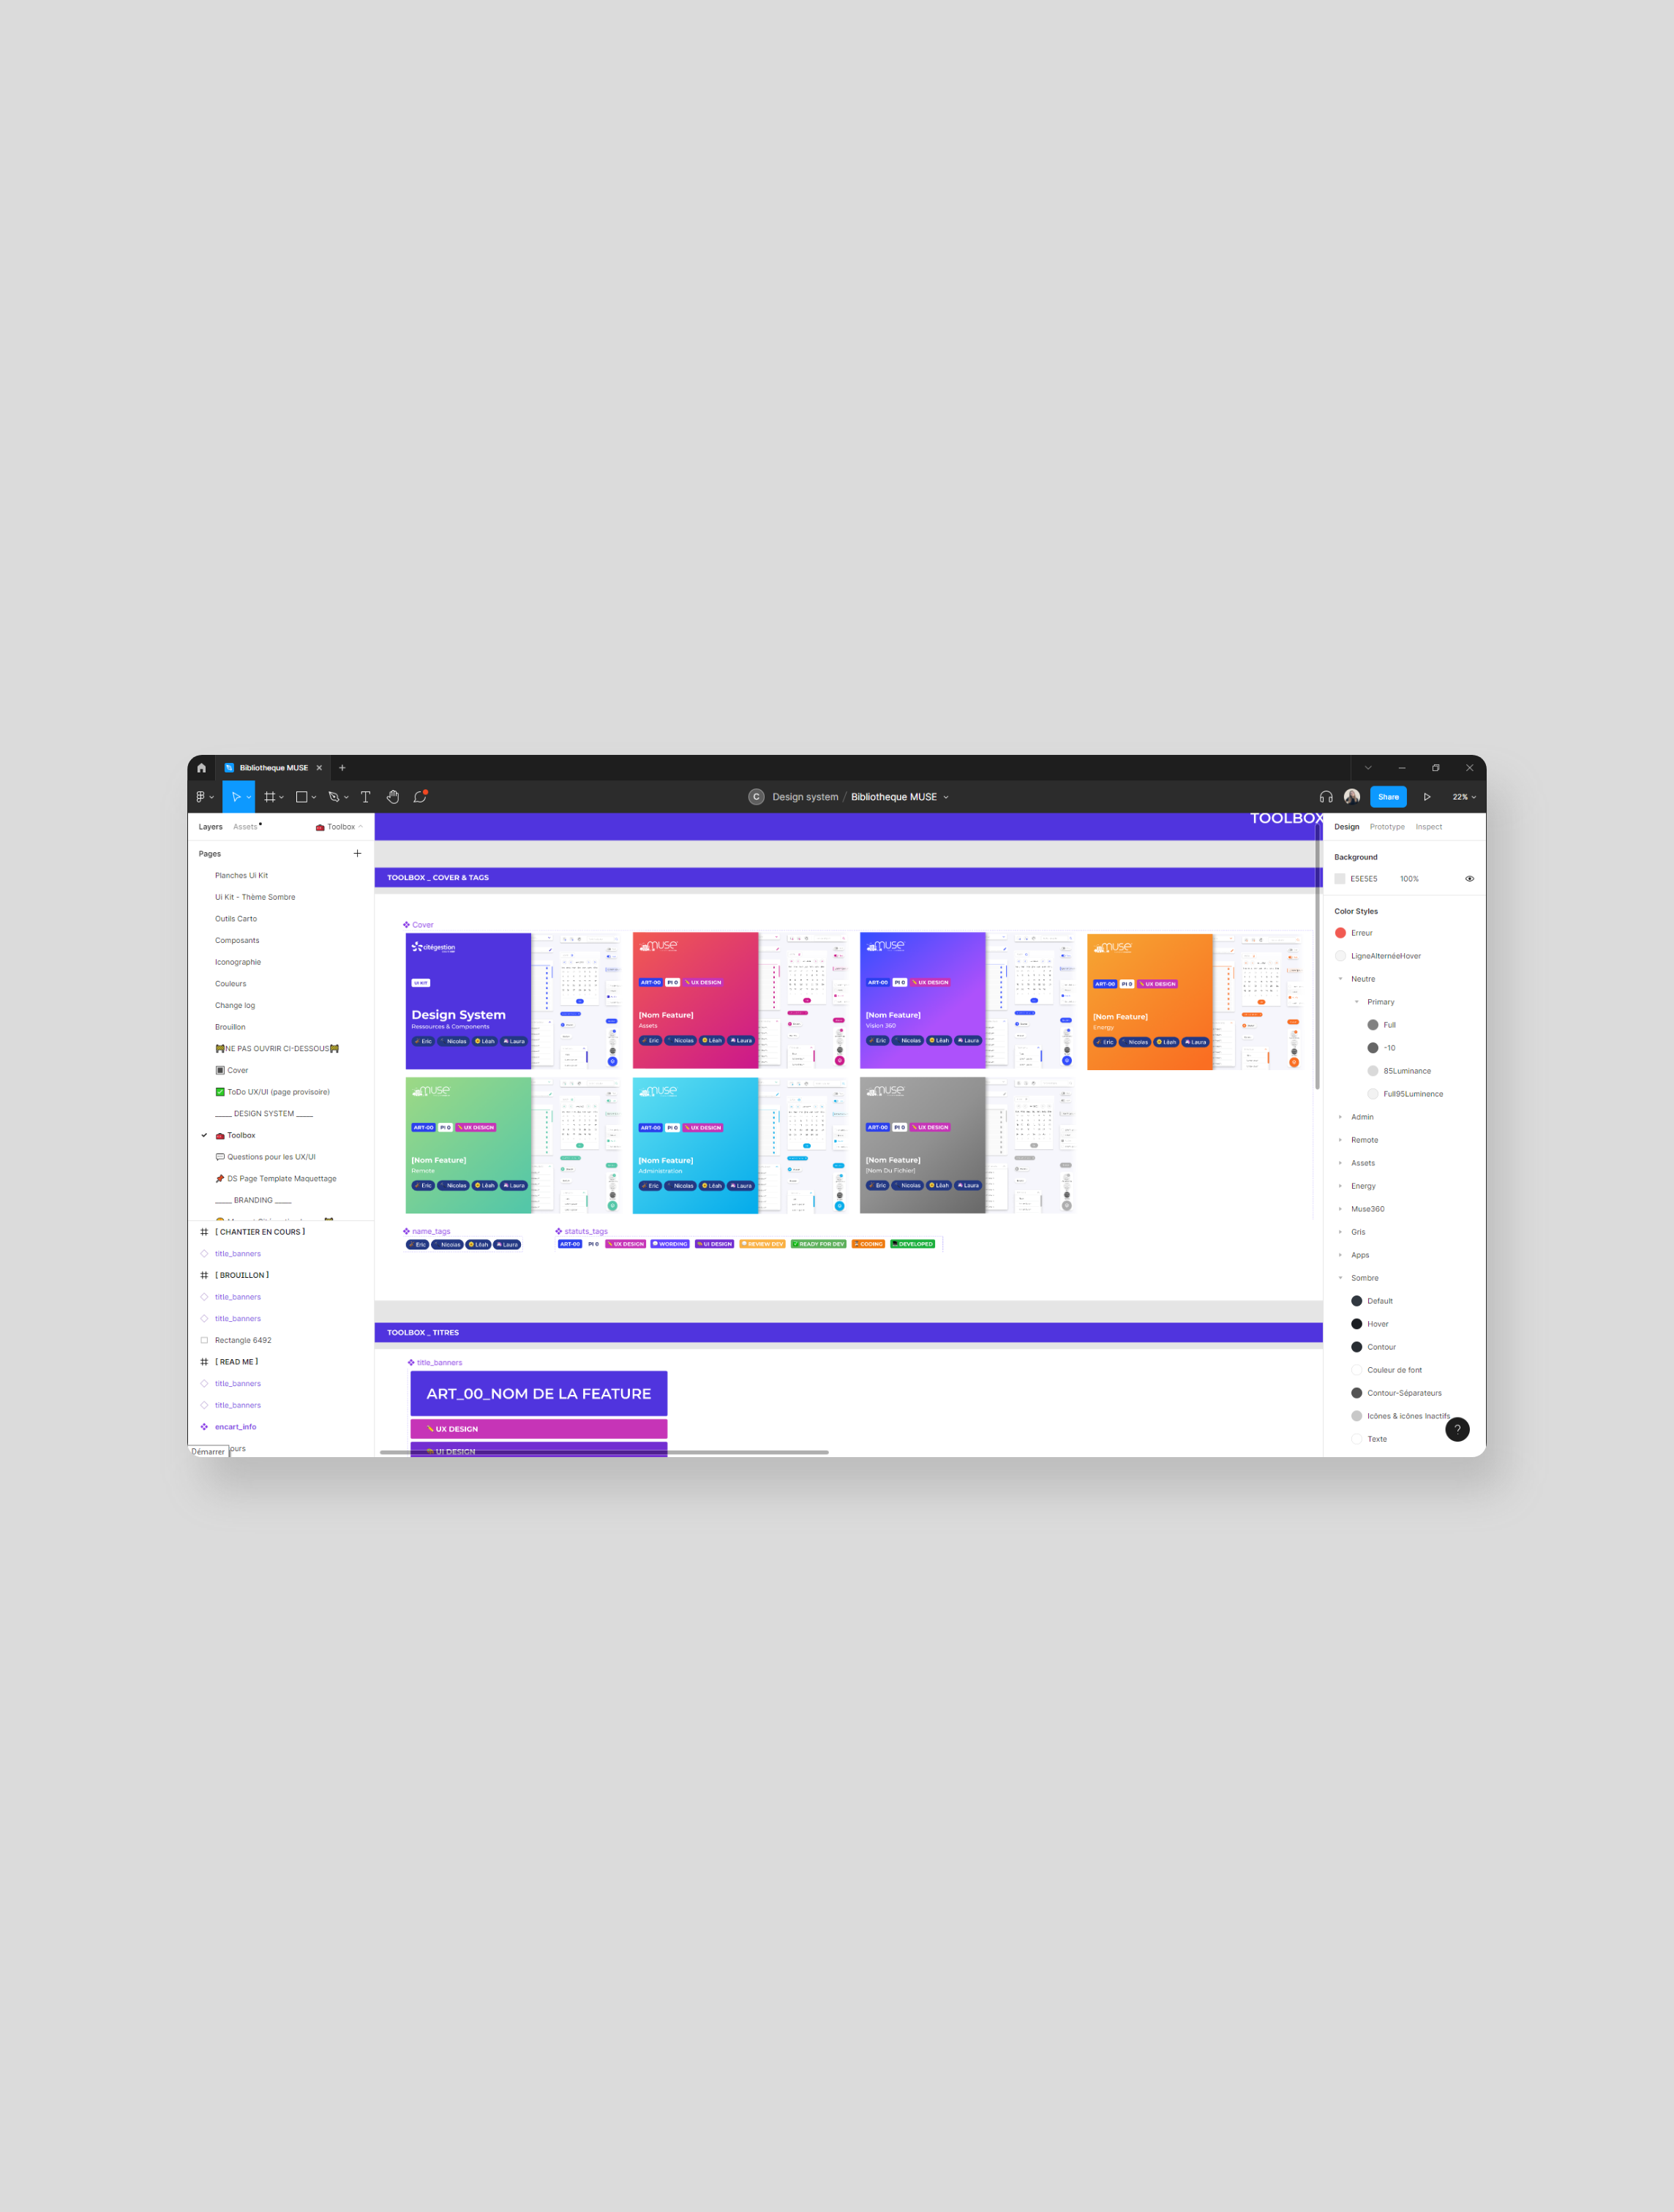 Bibliotheque MUSE
C Design system / Bibliotheque MUSE
Share
22%
Layers
Assets
Toolbox
Pages
Planches Ui Kit
Ui Kit - Thème Sombre
Outils Carto
Composants
Iconographie
Couleurs
Change log
Brouillon
🚧NE PAS OUVRIR CI-DESSOUS🚧
Cover
✅ ToDo UX/UI (page provisoire)
_____ DESIGN SYSTEM _____
🧰 Toolbox
💬 Questions pour les UX/UI
📌 DS Page Template Maquettage
_____ BRANDING _____
[ CHANTIER EN COURS ]
title_banners
[ BROUILLON ]
title_banners
title_banners
Rectangle 6492
[ READ ME ]
title_banners
title_banners
encart_info
ours
Démarrer
TOOLBOX
TOOLBOX _ COVER & TAGS
Cover
citégestion
UI KIT
Design System
Ressources & Components
Eric Nicolas Léah Laura
MUSE
ART-00 PI 0 UX DESIGN
[Nom Feature]
Assets
Eric Nicolas Léah Laura
MUSE
ART-00 PI 0 UX DESIGN
[Nom Feature]
Vision 360
Eric Nicolas Léah Laura
MUSE
ART-00 PI 0 UX DESIGN
[Nom Feature]
Energy
Eric Nicolas Léah Laura
MUSE
ART-00 PI 0 UX DESIGN
[Nom Feature]
Remote
Eric Nicolas Léah Laura
MUSE
ART-00 PI 0 UX DESIGN
[Nom Feature]
Administration
Eric Nicolas Léah Laura
MUSE
ART-00 PI 0 UX DESIGN
[Nom Feature]
[Nom Du Fichier]
Eric Nicolas Léah Laura
name_tags
Eric Nicolas Léah Laura
statuts_tags
ART-00 PI 0 UX DESIGN WORDING UI DESIGN REVIEW DEV READY FOR DEV CODING DEVELOPED
TOOLBOX _ TITRES
title_banners
ART_00_NOM DE LA FEATURE
UX DESIGN
UI DESIGN
Design
Prototype
Inspect
Background
E5E5E5
100%
Color Styles
Erreur
LigneAlternéeHover
Neutre
Primary
Full
-10
85Luminance
Full95Luminence
Admin
Remote
Assets
Energy
Muse360
Gris
Apps
Sombre
Default
Hover
Contour
Couleur de font
Contour-Séparateurs
Icônes & icônes Inactifs
Texte
?